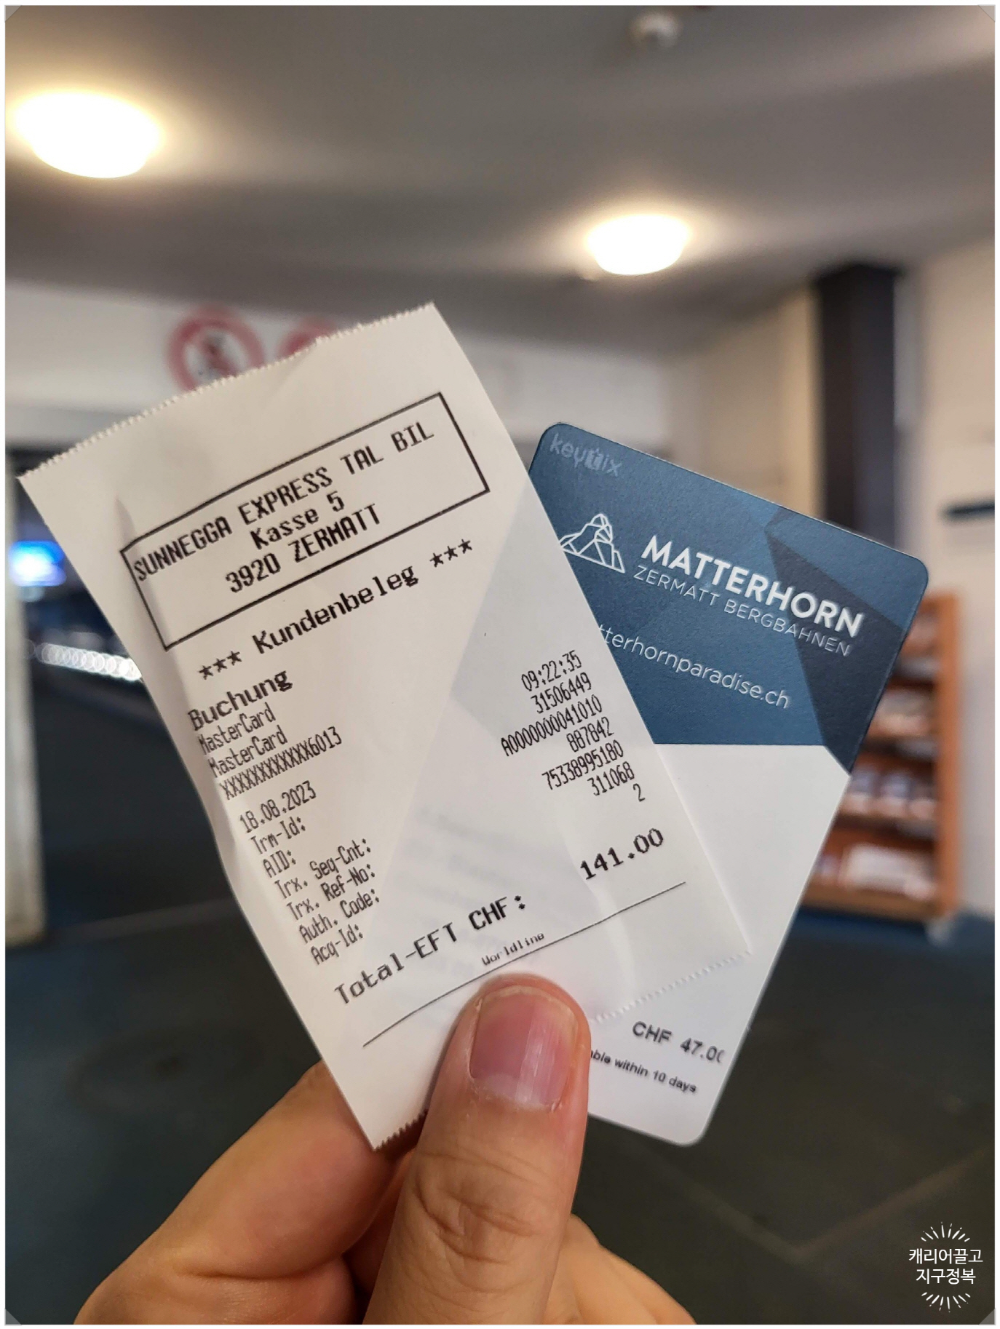 SUNNEGGA EXPRESS TAL BIL
Kasse 5
3920 ZERMATT
*** Kundenbeleg ***
Buchung
MasterCard
MasterCard
XXXXXXXXXXXX6013
18.08.2023 09:22:35
Trm-Id: 31506449
AID: A0000000041010
Trx. Seq-Cnt: 887842
Trx. Ref-No: 75338995180
Auth. Code: 311068
Acq-Id: 2
Total-EFT CHF: 141.00
Worldline
keytix
MATTERHORN
ZERMATT BERGBAHNEN
tterhornparadise.ch
CHF 47.00
within 10 days
캐리어끌고
지구정복